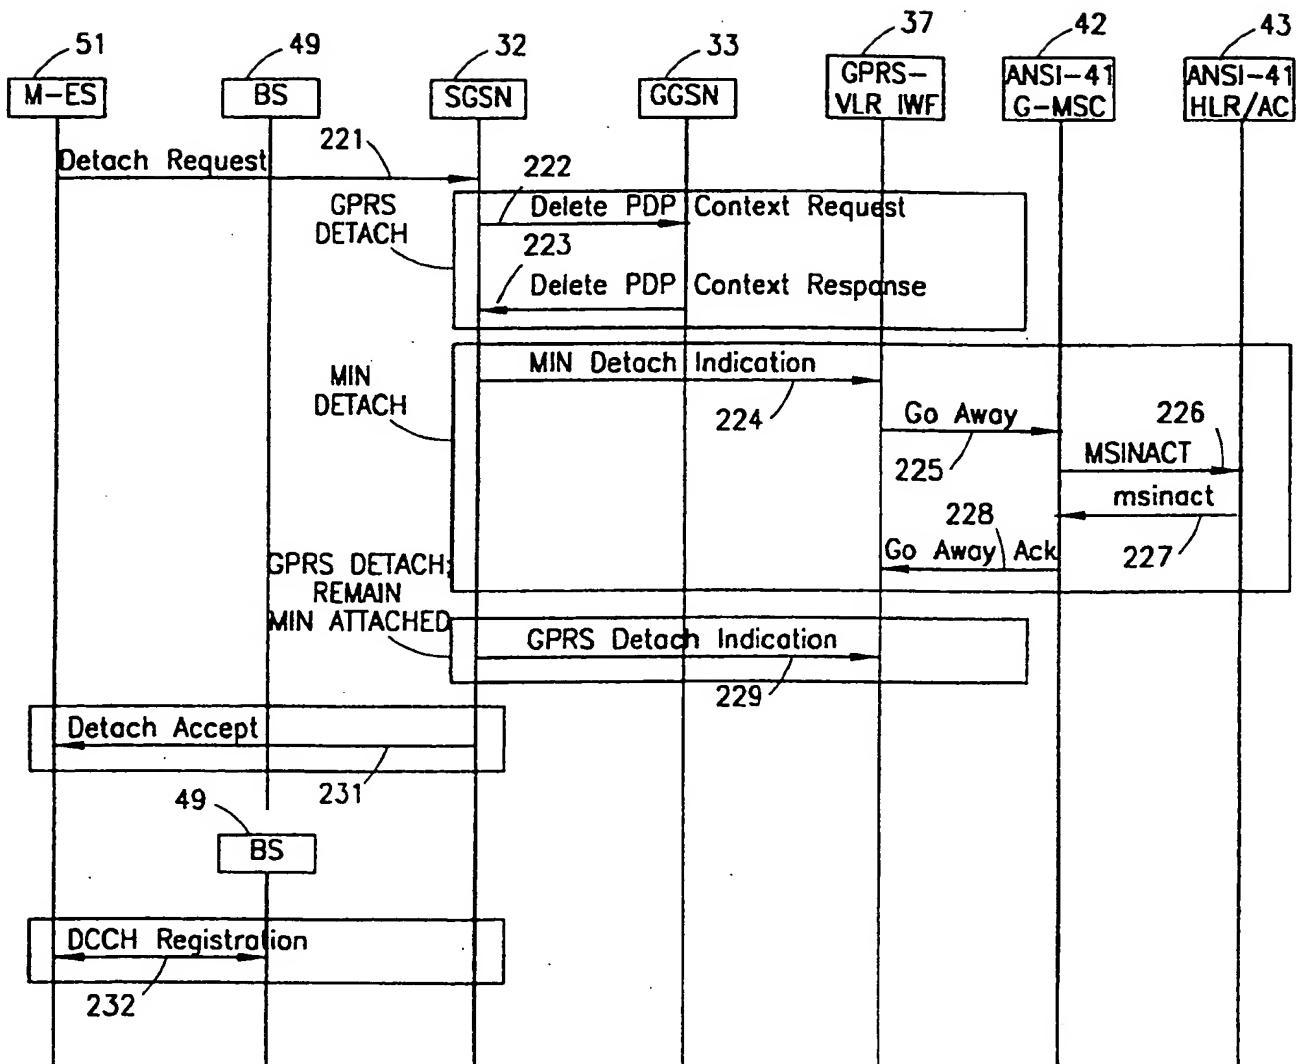 51
49
32
33
37
42
43
M-ES
BS
SGSN
GGSN
GPRS-
VLR IWF
ANSI-41
G-MSC
ANSI-41
HLR/AC
Detach Request
221
GPRS
DETACH
222
Delete PDP Context Request
223
Delete PDP Context Response
MIN
DETACH
MIN Detach Indication
224
Go Away
225
226
MSINACT
msinact
227
228
Go Away Ack
GPRS DETACH;
REMAIN
MIN ATTACHED
GPRS Detach Indication
229
Detach Accept
231
49
BS
DCCH Registration
232